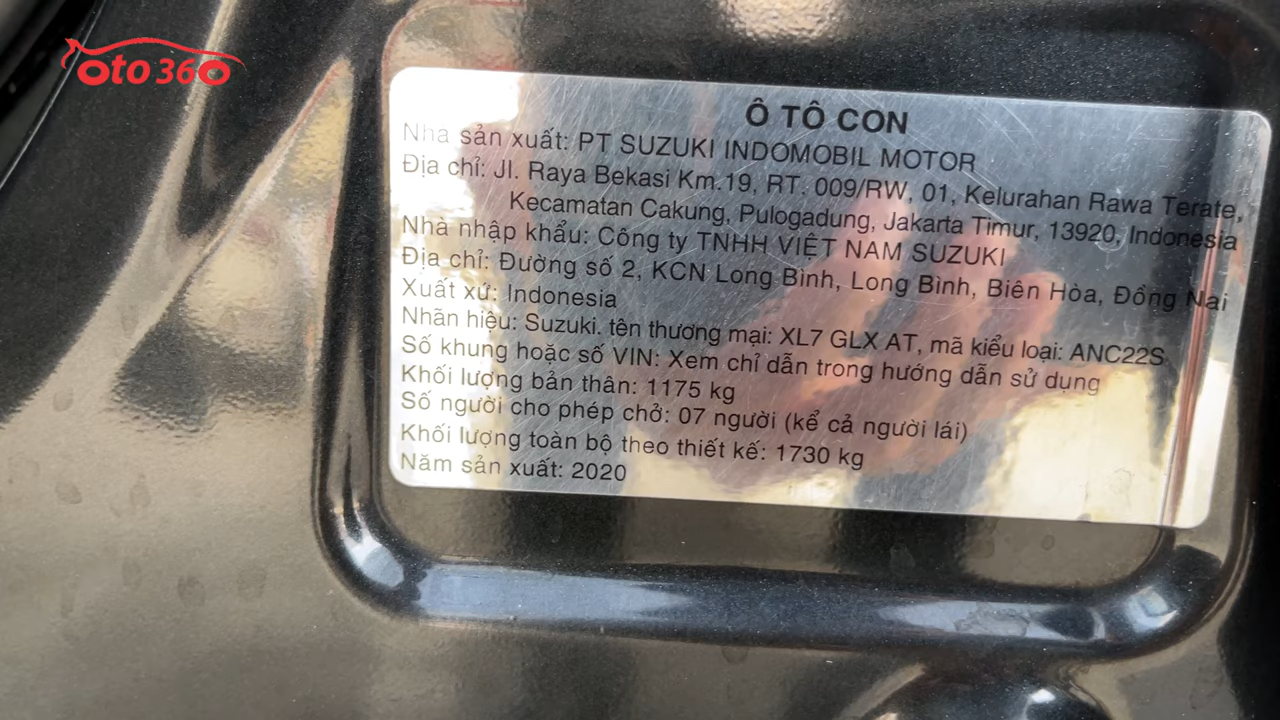 oto360
Ô TÔ CON
Nhà sản xuất: PT SUZUKI INDOMOBIL MOTOR
Địa chỉ: Jl. Raya Bekasi Km.19, RT. 009/RW, 01, Kelurahan Rawa Terate,
Kecamatan Cakung, Pulogadung, Jakarta Timur, 13920, Indonesia
Nhà nhập khẩu: Công ty TNHH VIỆT NAM SUZUKI
Địa chỉ: Đường số 2, KCN Long Bình, Long Bình, Biên Hòa, Đồng Nai
Xuất xứ: Indonesia
Nhãn hiệu: Suzuki. tên thương mại: XL7 GLX AT, mã kiểu loại: ANC22S
Số khung hoặc số VIN: Xem chỉ dẫn trong hướng dẫn sử dụng
Khối lượng bản thân: 1175 kg
Số người cho phép chở: 07 người (kể cả người lái)
Khối lượng toàn bộ theo thiết kế: 1730 kg
Năm sản xuất: 2020